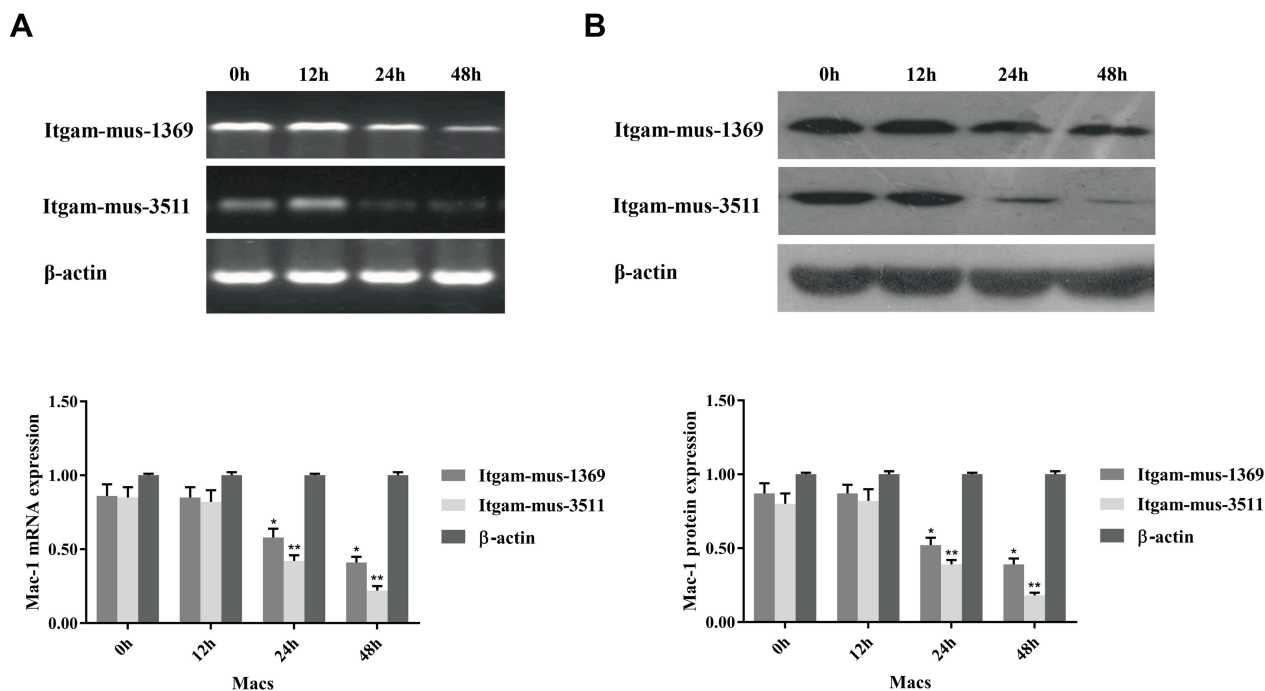 A
0h 12h 24h 48h
Itgam-mus-1369
Itgam-mus-3511
β-actin
1.50
1.00
0.50
0.00
Mac-1 mRNA expression
* ** * **
0h 12h 24h 48h
Macs
Itgam-mus-1369
Itgam-mus-3511
β-actin
B
0h 12h 24h 48h
Itgam-mus-1369
Itgam-mus-3511
β-actin
1.50
1.00
0.50
0.00
Mac-1 protein expression
* ** * **
0h 12h 24h 48h
Macs
Itgam-mus-1369
Itgam-mus-3511
β-actin